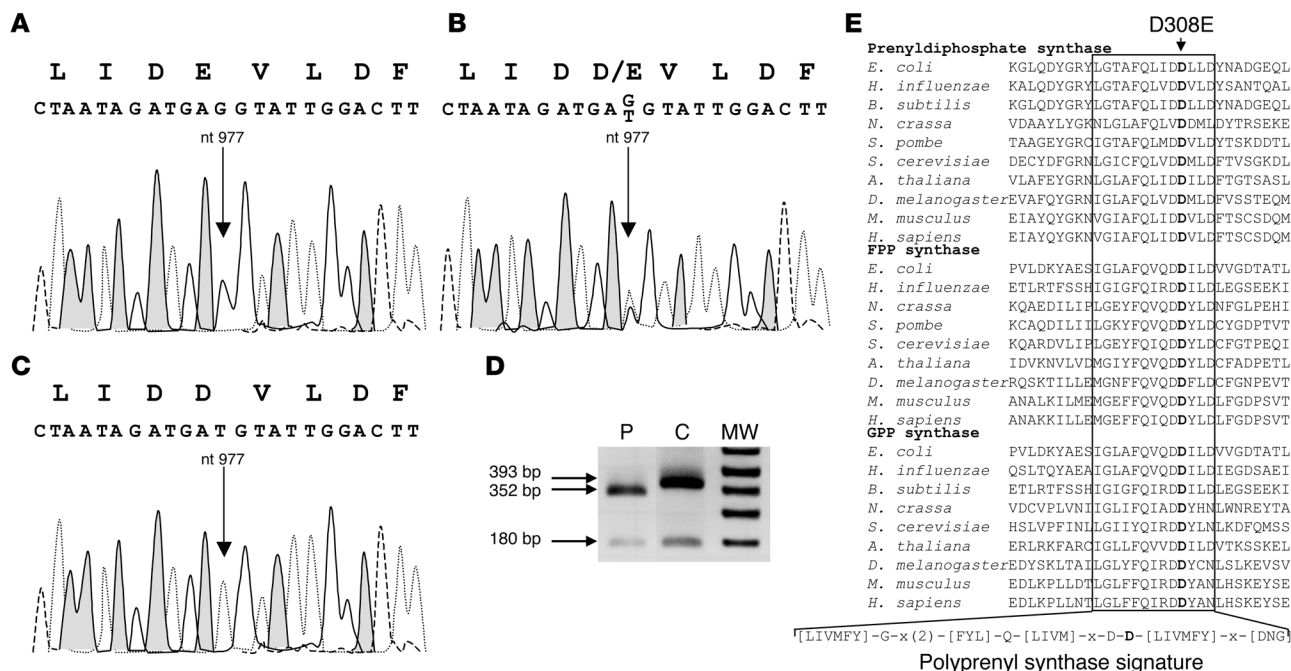 A
L I D E V L D F
CTAATAGATGAGGTATTGGACTT
nt 977
B
L I D D/E V L D F
CTAATAGATGA G/T GTATTGGACTT
nt 977
C
L I D D V L D F
CTAATAGATGATGTATTGGACTT
nt 977
D
P C MW
393 bp
352 bp
180 bp
E
D308E
Prenyldiphosphate synthase
E. coli KGLQDYGRYLGTAFQLIDDLLDYNADGEQL
H. influenzae KALQDYGRYLGTAFQLVDDVLDYSANTQAL
B. subtilis KGLQDYGRYLGTAFQLIDDLLDYNADGEQL
N. crassa VDAAYLYGKNLGLAFQLVDDMLDYTRSEKE
S. pombe TAAGEYGRCIGTAFQLMDDVLDYTSKDDTL
S. cerevisiae DECYDFGRNLGICFQLVDDMLDFTVSGKDL
A. thaliana VLAFEYGRNLGLAFQLIDDILDFTGTSASL
D. melanogaster EVAFQYGRNLGLAFQLVDDMLDFVSSTEQM
M. musculus EIAYQYGKNVGIAFQLIDDVLDFTSCSDQM
H. sapiens EIAYQYGKNVGIAFQLIDDVLDFTSCSDQM
FPP synthase
E. coli PVLDKYAESIGLAFQVQDDILDVVGDTATL
H. influenzae ETLRTFSSHIGIGFQIRDDILDLEGSEEKI
N. crassa KQAEDILIPLGEYFQVQDDYLDNFGLPEHI
S. pombe KCAQDILIILGKYFQVQDDYLDCYGDPTVT
S. cerevisiae KQARDVLIPLGEYFQIQDDYLDCFGTPEQI
A. thaliana IDVKNVLVDMGIYFQVQDDYLDCFADPETL
D. melanogaster RQSKTILLEMGNFFQVQDDFLDCFGNPEVT
M. musculus ANALKILMEMGEFFQVQDDYLDLFGDPSVT
H. sapiens ANAKKILLEMGEFFQIQDDYLDLFGDPSVT
GPP synthase
E. coli PVLDKYAESIGLAFQVQDDILDVVGDTATL
H. influenzae QSLTQYAEAIGLAFQVQDDILDIEGDSAEI
B. subtilis ETLRTFSSHIGIGFQIRDDILDLEGSEEKI
N. crassa VDCVPLVNIIGLIFQIADDYHNLWNREYTA
S. cerevisiae HSLVPFINLLGIIYQIRDDYLNLKDFQMSS
A. thaliana ERLRKFARCIGLLFQVVDDILDVTKSSKEL
D. melanogaster EDYSKLTAILGLYFQIRDDYCNLSLKEVSV
M. musculus EDLKPLLDTLGLFFQIRDDYANLHSKEYSE
H. sapiens EDLKPLLNTLGLFFQIRDDYANLHSKEYSE
[LIVMFY]-G-x(2)-[FYL]-Q-[LIVM]-x-D-D-[LIVMFY]-x-[DNG]
Polyprenyl synthase signature